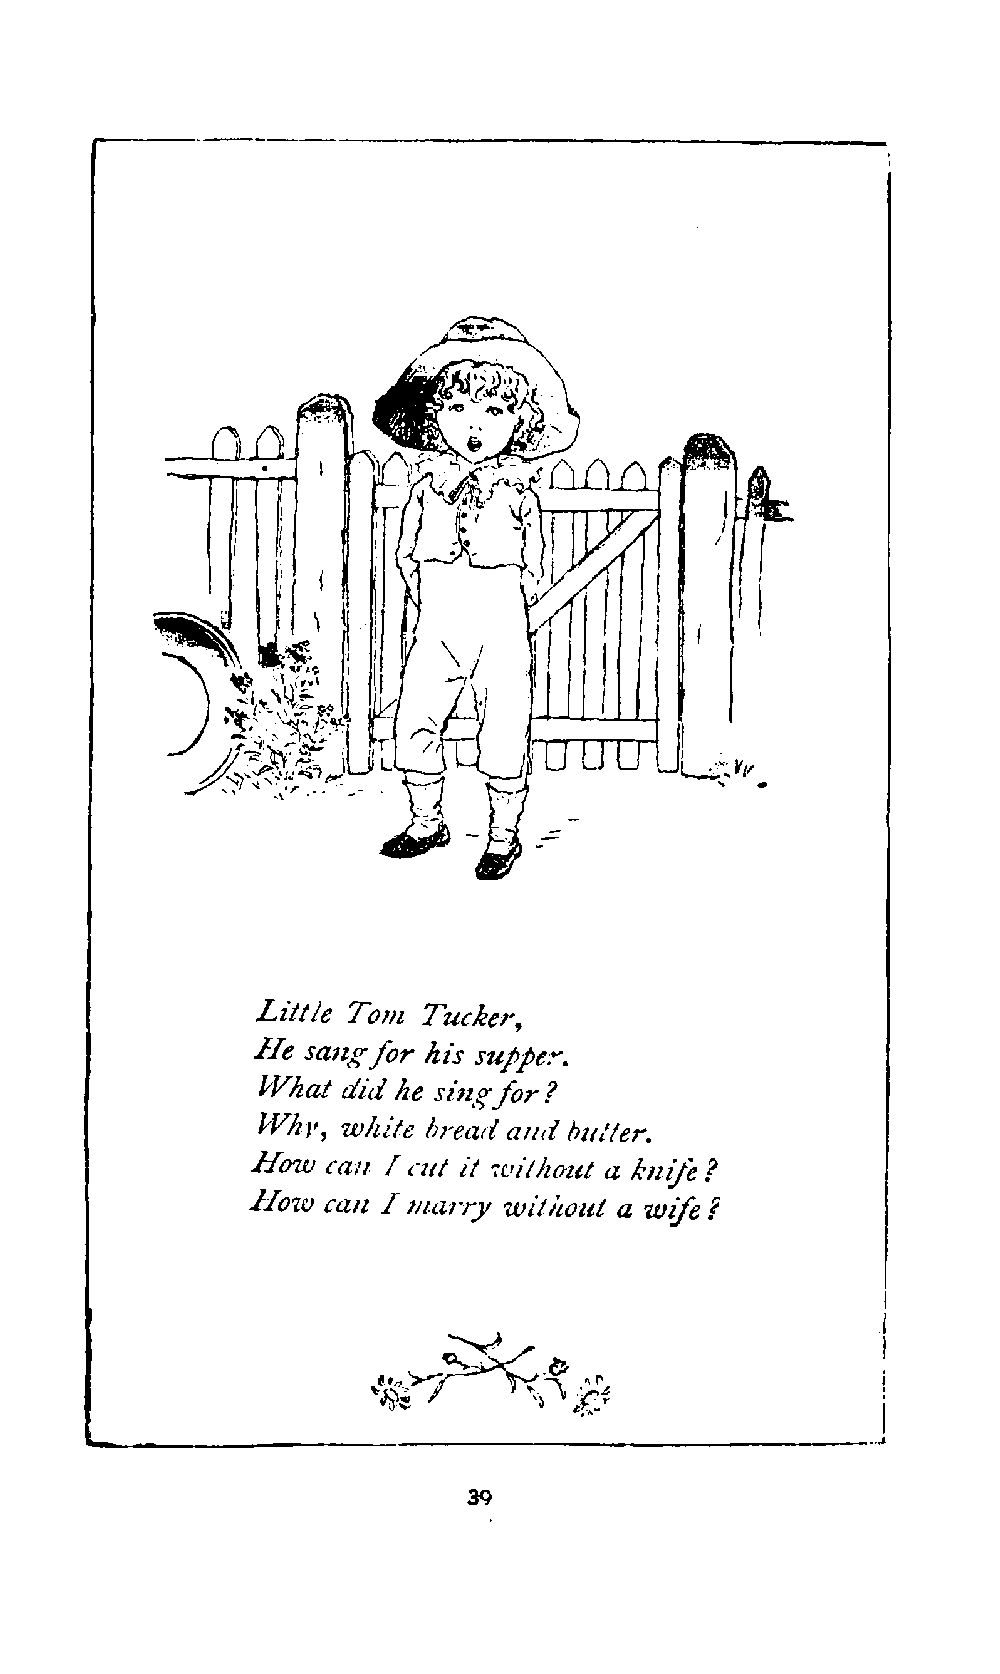 Little Tom Tucker,
He sang for his supper.
What did he sing for?
Why, white bread and butter.
How can I cut it without a knife?
How can I marry without a wife?
39